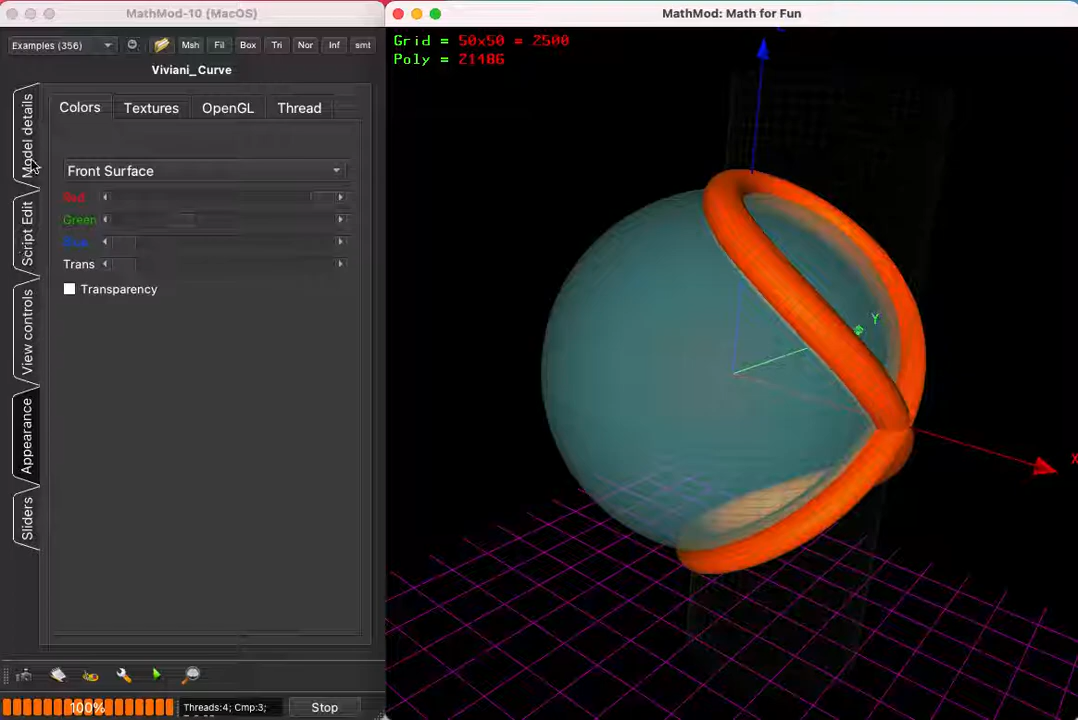 MathMod-10 (MacOS)
Examples (356)
Msh
Fil
Box
Tri
Nor
Inf
smt
Viviani_Curve
Model details
Script Edit
View controls
Appearance
Sliders
Colors
Textures
OpenGL
Thread
Front Surface
Red
Green
Blue
Trans
Transparency
100%
Threads:4; Cmp:3;
Stop
MathMod: Math for Fun
Grid = 50x50 = 2500
Poly = 21486
Y
X